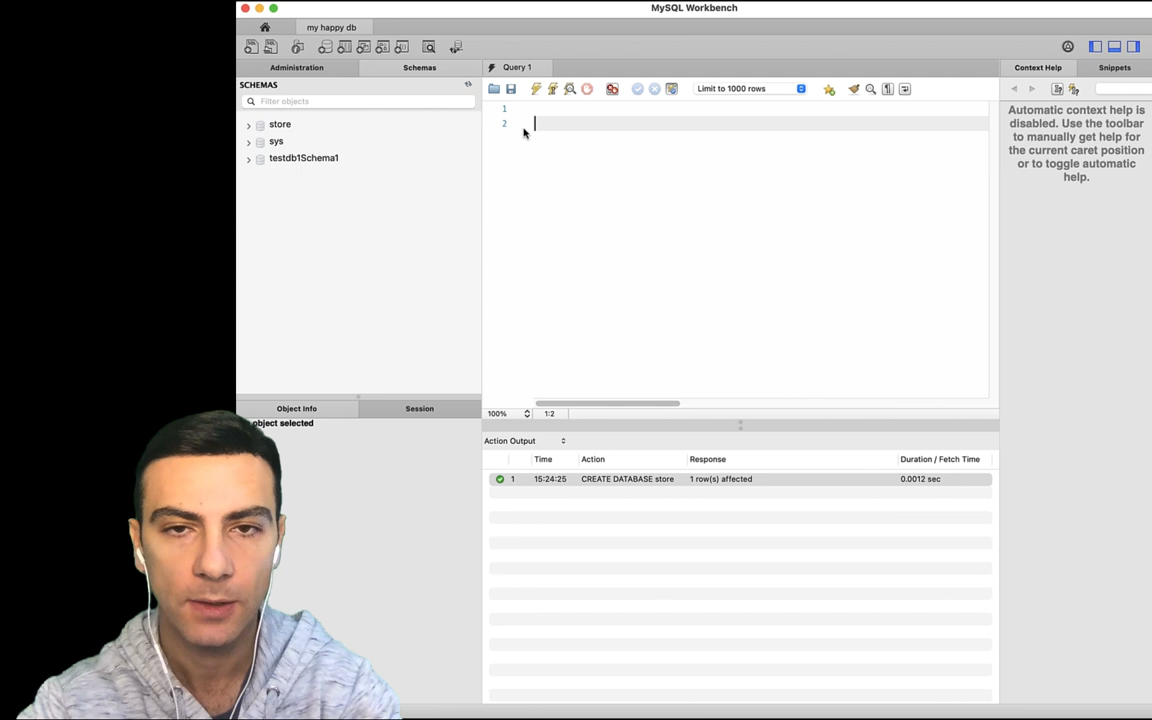 MySQL Workbench
my happy db
Administration
Schemas
Query 1
Context Help
Snippets
SCHEMAS
Filter objects
Limit to 1000 rows
store
sys
testdb1Schema1
1
2
Automatic context help is
disabled. Use the toolbar
to manually get help for
the current caret position
or to toggle automatic
help.
100%
1:2
Object Info
Session
object selected
Action Output
Time
Action
Response
Duration / Fetch Time
1
15:24:25
CREATE DATABASE store
1 row(s) affected
0.0012 sec